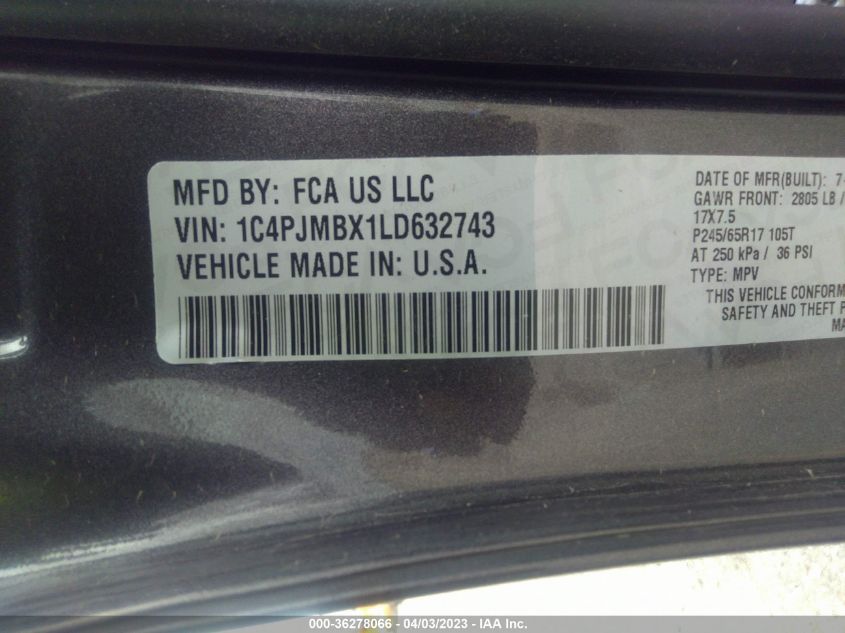 MFD BY: FCA US LLC
VIN: 1C4PJMBX1LD632743
VEHICLE MADE IN: U.S.A.
DATE OF MFR(BUILT): 7-
GAWR FRONT: 2805 LB /
17X7.5
P245/65R17 105T
AT 250 kPa / 36 PSI
TYPE: MPV
THIS VEHICLE CONFORM
SAFETY AND THEFT P
MA
000-36278066 - 04/03/2023 - IAA Inc.